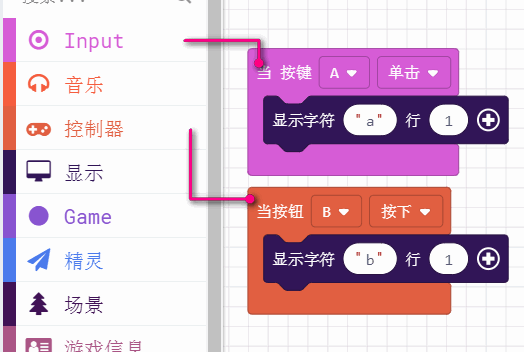 搜索...
Input
音乐
控制器
显示
Game
精灵
场景
游戏信息
当 按键 A 单击
显示字符 "a" 行 1
当按钮 B 按下
显示字符 "b" 行 1